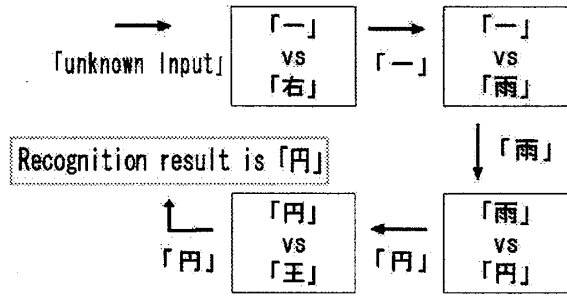 「unknown input」
「一」
vs
「右」
「一」
「一」
vs
「雨」
「雨」
「雨」
vs
「円」
「円」
「円」
vs
「王」
「円」
Recognition result is「円」